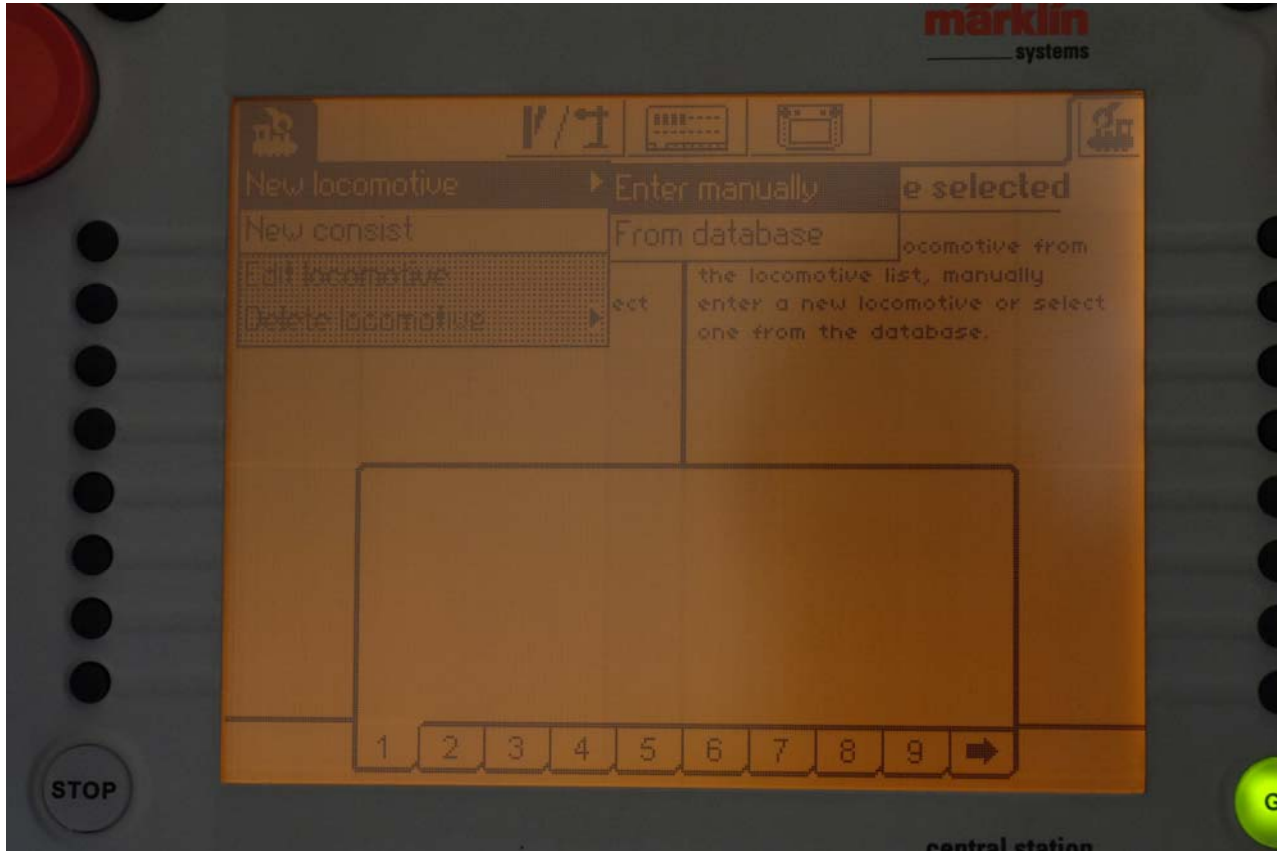 märklin
systems
New locomotive
Enter manually
e selected
New consist
From database
ocomotive from
Edit locomotive
the locomotive list, manually
Delete locomotive
ect
enter a new locomotive or select
one from the database.
1 2 3 4 5 6 7 8 9
STOP
G
central station